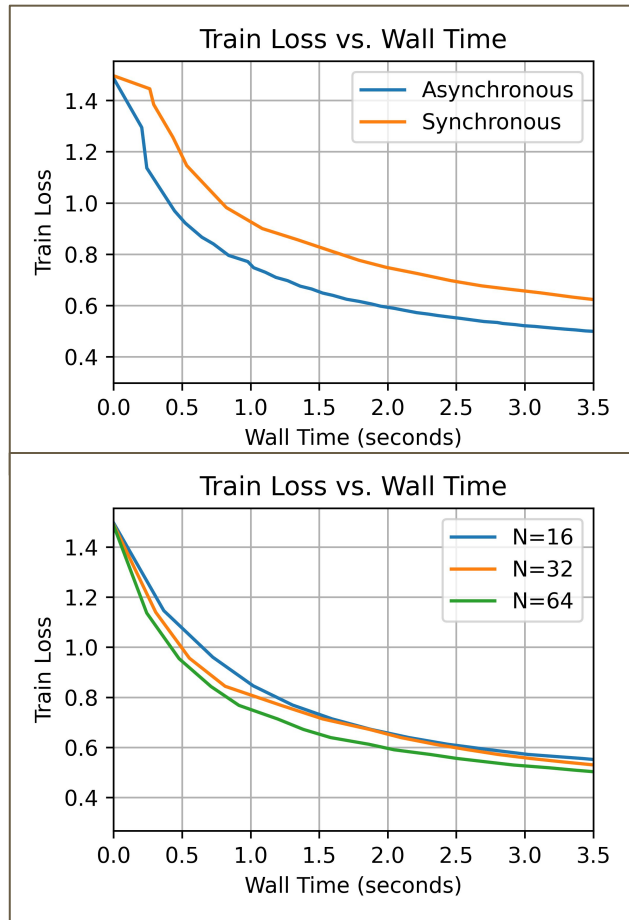 Train Loss vs. Wall Time
Asynchronous
Synchronous
Train Loss
1.4
1.2
1.0
0.8
0.6
0.4
0.0 0.5 1.0 1.5 2.0 2.5 3.0 3.5
Wall Time (seconds)
Train Loss vs. Wall Time
N=16
N=32
N=64
Train Loss
1.4
1.2
1.0
0.8
0.6
0.4
0.0 0.5 1.0 1.5 2.0 2.5 3.0 3.5
Wall Time (seconds)